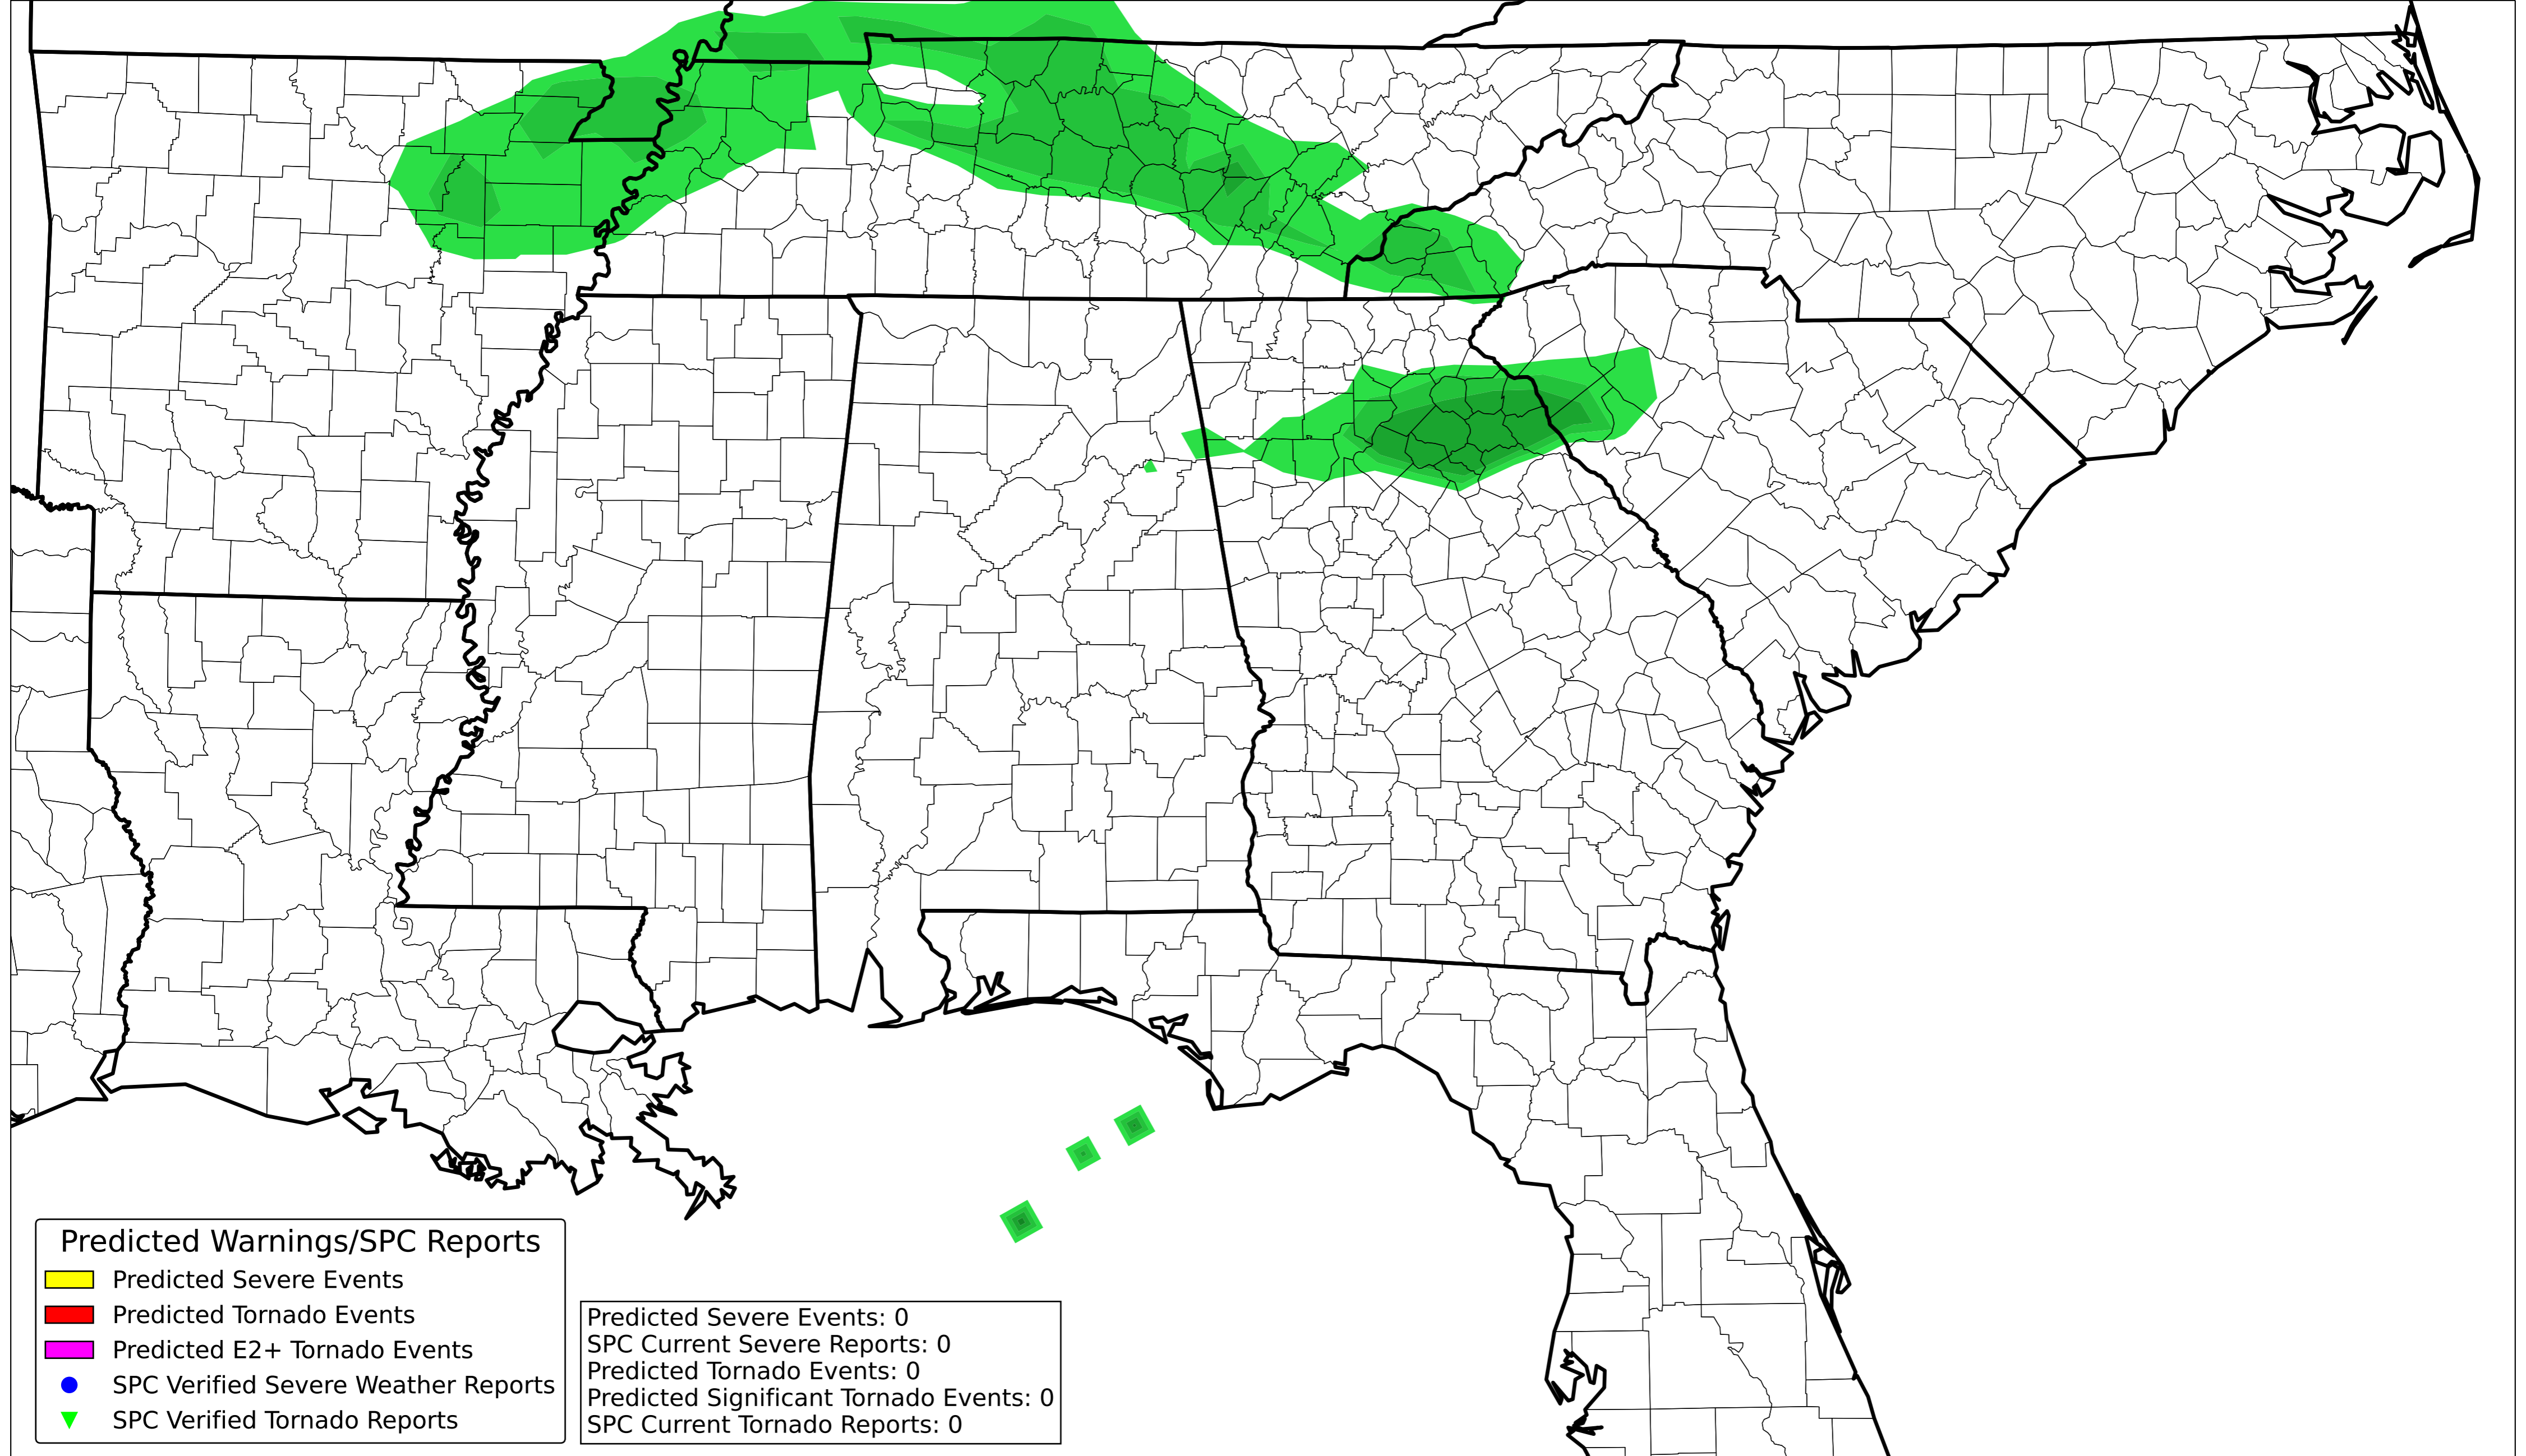 Predicted Warnings/SPC Reports
Predicted Severe Events
Predicted Tornado Events
Predicted E2+ Tornado Events
SPC Verified Severe Weather Reports
SPC Verified Tornado Reports
Predicted Severe Events: 0
SPC Current Severe Reports: 0
Predicted Tornado Events: 0
Predicted Significant Tornado Events: 0
SPC Current Tornado Reports: 0